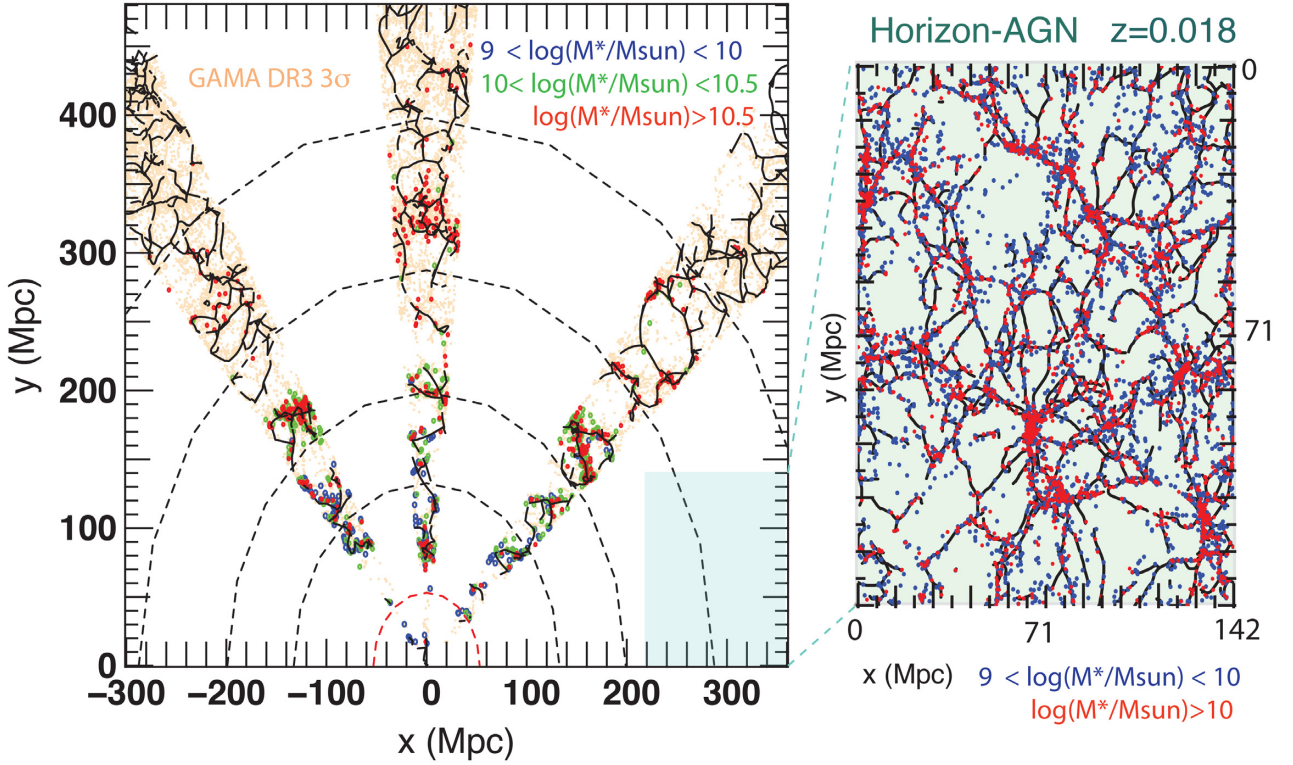 GAMA DR3 3σ
9 < log(M*/Msun) < 10
10< log(M*/Msun) <10.5
log(M*/Msun)>10.5
y (Mpc)
400
300
200
100
0
−300 −200 −100 0 100 200 300
x (Mpc)
Horizon-AGN z=0.018
0
71
y (Mpc)
0 71 142
x (Mpc) 9 < log(M*/Msun) < 10
log(M*/Msun)>10